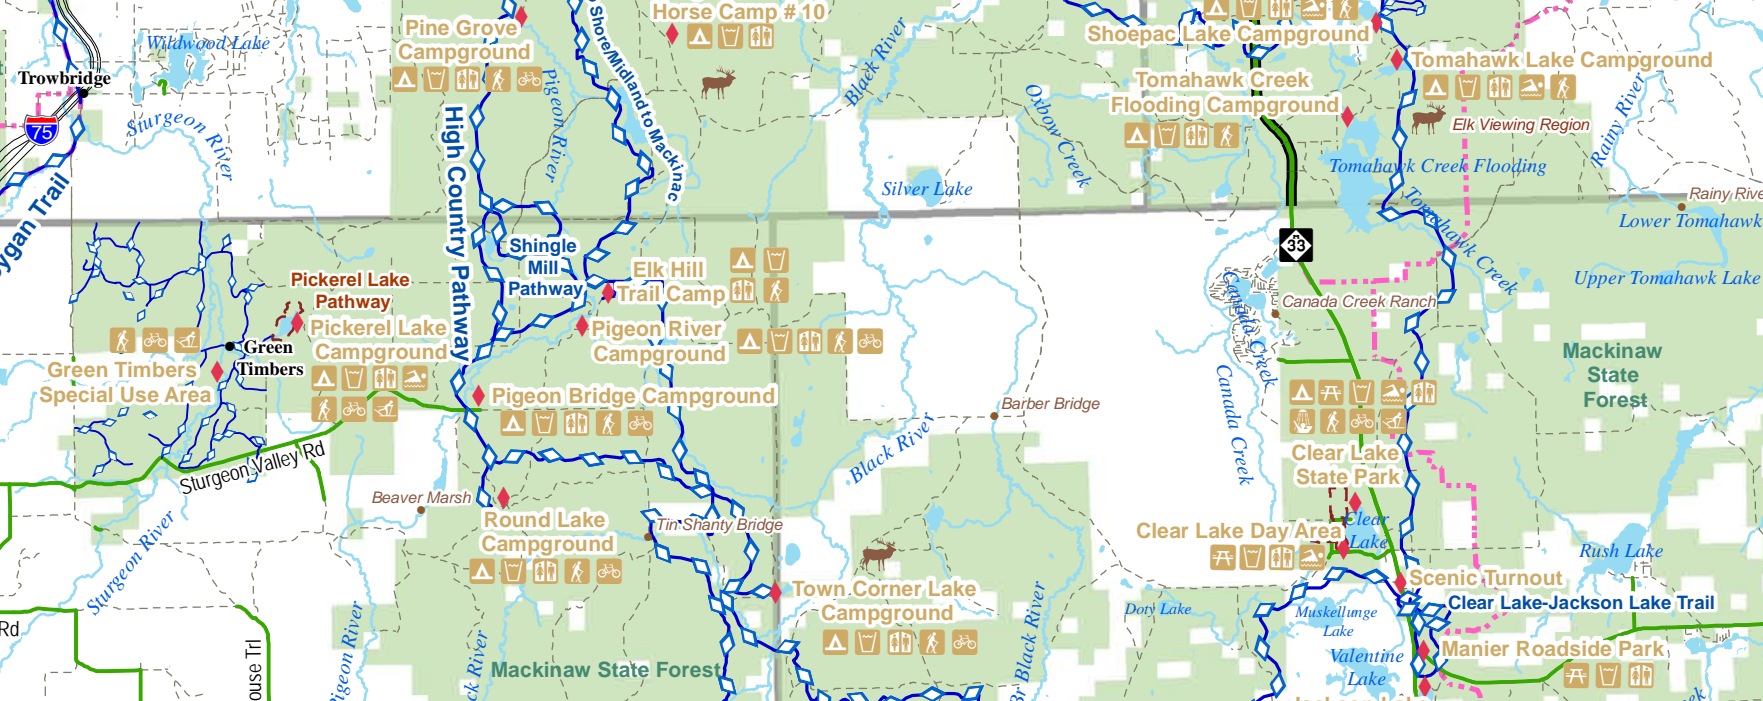 Pine Grove
Campground
Horse Camp # 10
Shoepac Lake Campground
Tomahawk Lake Campground
Tomahawk Creek
Flooding Campground
Elk Viewing Region
Wildwood Lake
Trowbridge
75
Sturgeon River
Pigeon River
Shore/Midland to Mackinac
High Country Pathway
Black River
Oxbow Creek
Rainy River
Tomahawk Creek Flooding
Silver Lake
Tomahawk Creek
Lower Tomahawk
Upper Tomahawk Lake
M
33
Canada Creek Ranch
Canada Creek
Canada Creek
Shingle
Mill
Pathway
Elk Hill
Trail Camp
Pigeon River
Campground
Pickerel Lake
Pathway
Pickerel Lake
Campground
Green
Timbers
Green Timbers
Special Use Area
Pigeon Bridge Campground
Barber Bridge
Black River
Mackinaw
State
Forest
Clear Lake
State Park
Sturgeon Valley Rd
Beaver Marsh
Round Lake
Campground
Tin Shanty Bridge
Clear Lake Day Area
Clear
Lake
Rush Lake
Sturgeon River
Town Corner Lake
Campground
Scenic Turnout
Clear Lake-Jackson Lake Trail
Doty Lake
Muskellunge
Lake
Valentine
Lake
Manier Roadside Park
Rd
Pigeon River
Mackinaw State Forest
Br Black River